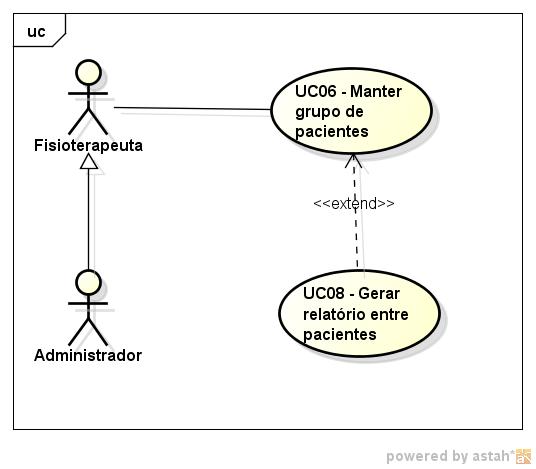 uc
UC06 - Manter
grupo de
pacientes
Fisioterapeuta
<<extend>>
UC08 - Gerar
relatório entre
pacientes
Administrador
powered by astah*